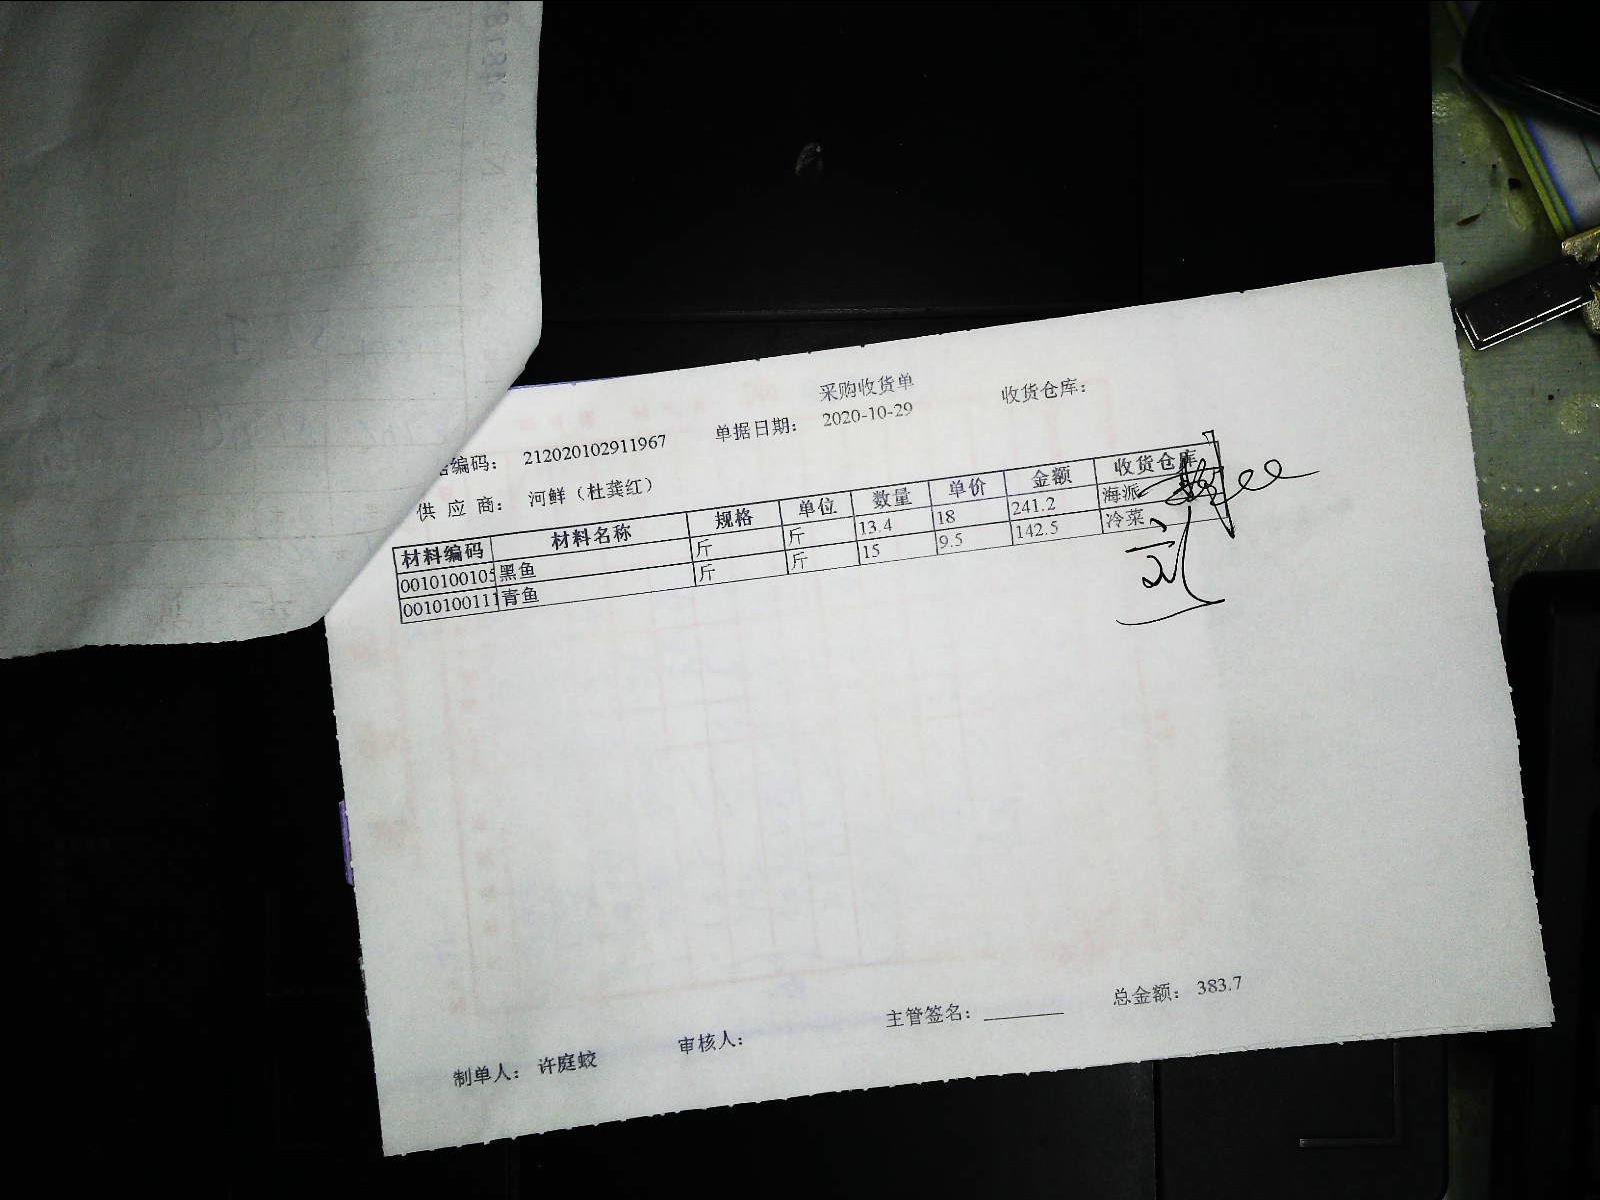 采购收货单
编码： 212020102911967 单据日期： 2020-10-29 收货仓库：
供 应 商： 河鲜（杜龚红）
材料编码 材料名称 规格 单位 数量 单价 金额 收货仓库
0010100105 黑鱼 斤 斤 13.4 18 241.2 海派
0010100111 青鱼 斤 斤 15 9.5 142.5 冷菜
制单人： 许庭蛟 审核人： 主管签名： 总金额： 383.7